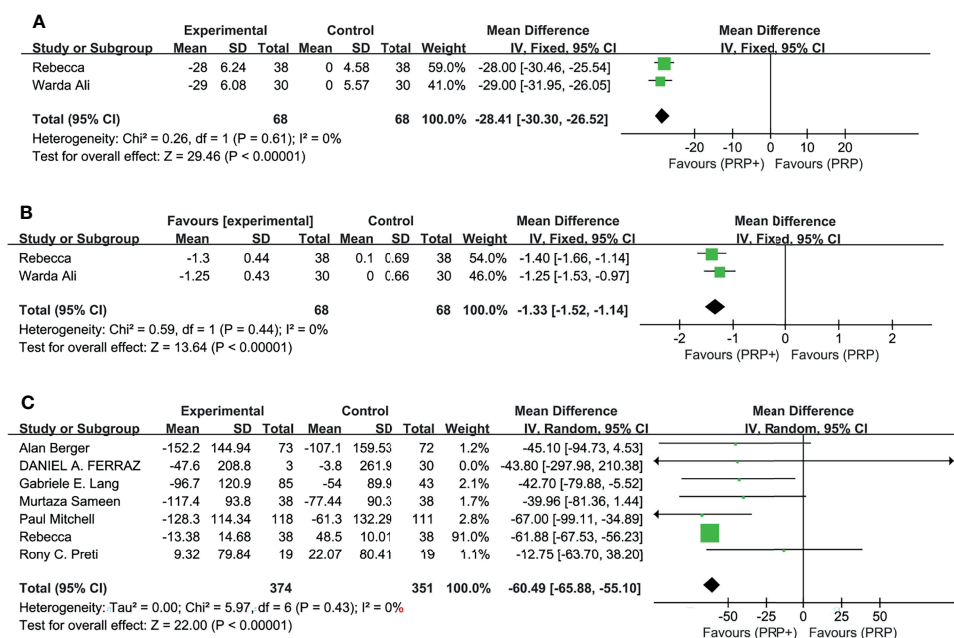 A
Experimental Control Mean Difference Mean Difference
Study or Subgroup Mean SD Total Mean SD Total Weight IV, Fixed, 95% CI IV, Fixed, 95% CI
Rebecca -28 6.24 38 0 4.58 38 59.0% -28.00 [-30.46, -25.54]
Warda Ali -29 6.08 30 0 5.57 30 41.0% -29.00 [-31.95, -26.05]
Total (95% CI) 68 68 100.0% -28.41 [-30.30, -26.52]
Heterogeneity: Chi² = 0.26, df = 1 (P = 0.61); I² = 0%
Test for overall effect: Z = 29.46 (P < 0.00001)
-20 -10 0 10 20
Favours (PRP+) Favours (PRP)
B
Favours [experimental] Control Mean Difference Mean Difference
Study or Subgroup Mean SD Total Mean SD Total Weight IV, Fixed, 95% CI IV, Fixed, 95% CI
Rebecca -1.3 0.44 38 0.1 0.69 38 54.0% -1.40 [-1.66, -1.14]
Warda Ali -1.25 0.43 30 0 0.66 30 46.0% -1.25 [-1.53, -0.97]
Total (95% CI) 68 68 100.0% -1.33 [-1.52, -1.14]
Heterogeneity: Chi² = 0.59, df = 1 (P = 0.44); I² = 0%
Test for overall effect: Z = 13.64 (P < 0.00001)
-2 -1 0 1 2
Favours (PRP+) Favours (PRP)
C
Experimental Control Mean Difference Mean Difference
Study or Subgroup Mean SD Total Mean SD Total Weight IV, Random, 95% CI IV, Random, 95% CI
Alan Berger -152.2 144.94 73 -107.1 159.53 72 1.2% -45.10 [-94.73, 4.53]
DANIEL A. FERRAZ -47.6 208.8 3 -3.8 261.9 30 0.0% -43.80 [-297.98, 210.38]
Gabriele E. Lang -96.7 120.9 85 -54 89.9 43 2.1% -42.70 [-79.88, -5.52]
Murtaza Sameen -117.4 93.8 38 -77.44 90.3 38 1.7% -39.96 [-81.36, 1.44]
Paul Mitchell -128.3 114.34 118 -61.3 132.29 111 2.8% -67.00 [-99.11, -34.89]
Rebecca -13.38 14.68 38 48.5 10.01 38 91.0% -61.88 [-67.53, -56.23]
Rony C. Preti 9.32 79.84 19 22.07 80.41 19 1.1% -12.75 [-63.70, 38.20]
Total (95% CI) 374 351 100.0% -60.49 [-65.88, -55.10]
Heterogeneity: Tau² = 0.00; Chi² = 5.97, df = 6 (P = 0.43); I² = 0%
Test for overall effect: Z = 22.00 (P < 0.00001)
-50 -25 0 25 50
Favours (PRP+) Favours (PRP)